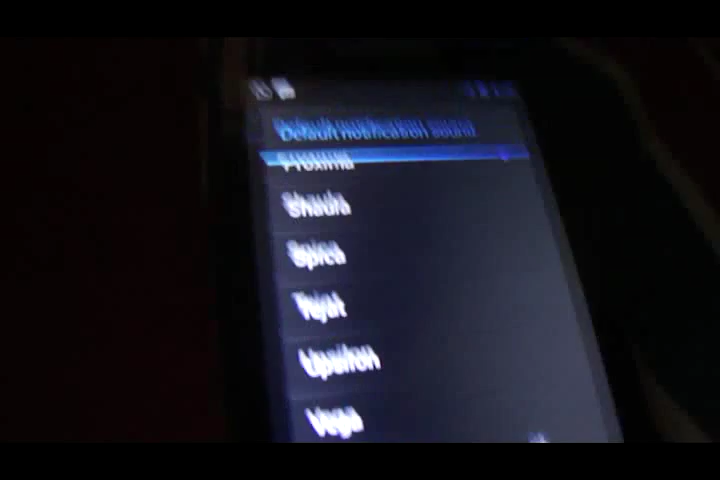 Default notification sound
Proxima
Shaula
Spica
Tejat
Upsilon
Vega